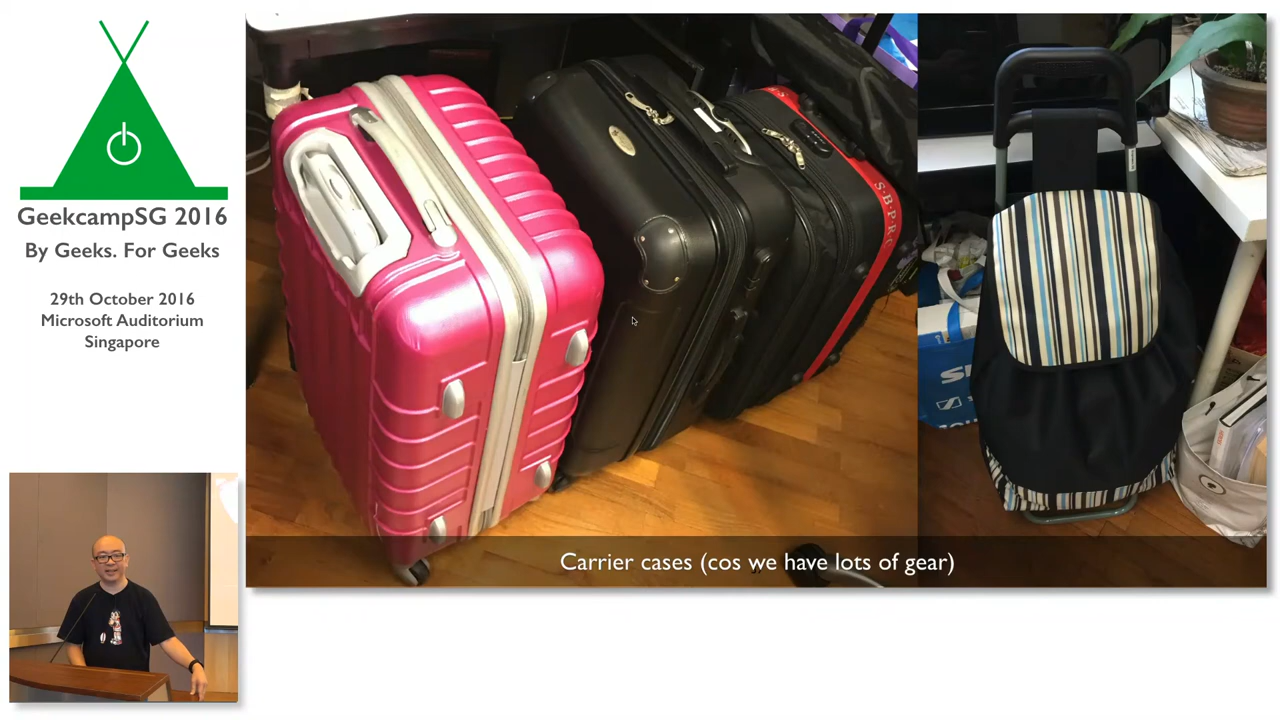 GeekcampSG 2016
By Geeks. For Geeks
29th October 2016
Microsoft Auditorium
Singapore
S·B·P·R·C
Carrier cases (cos we have lots of gear)